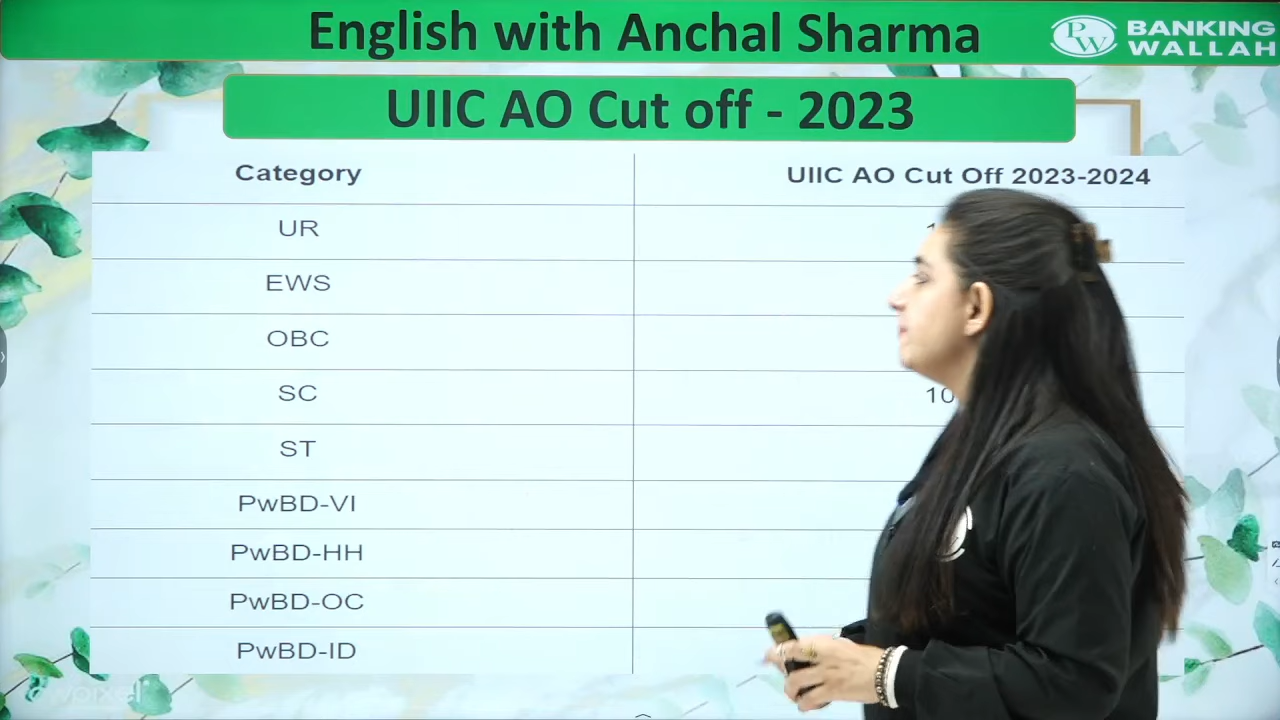 English with Anchal Sharma
PW BANKING
WALLAH
UIIC AO Cut off - 2023
Category UIIC AO Cut Off 2023-2024
UR
EWS
OBC
SC
ST
PwBD-VI
PwBD-HH
PwBD-OC
PwBD-ID